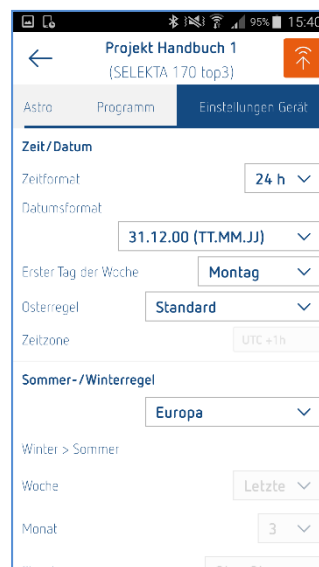 95% 15:40
Projekt Handbuch 1
(SELEKTA 170 top3)
Astro Programm Einstellungen Gerät
Zeit/Datum
Zeitformat 24 h
Datumsformat
31.12.00 (TT.MM.JJ)
Erster Tag der Woche Montag
Osterregel Standard
Zeitzone UTC +1h
Sommer-/Winterregel
Europa
Winter > Sommer
Woche Letzte
Monat 3